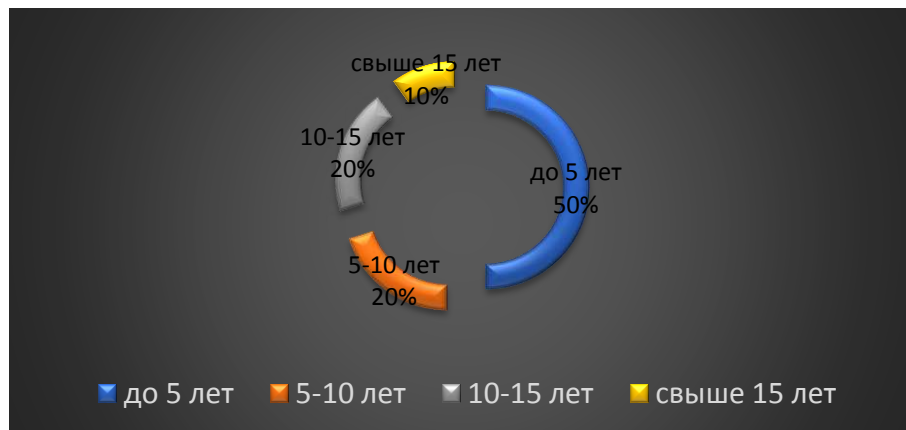 свыше 15 лет
10%
10-15 лет
20%
до 5 лет
50%
5-10 лет
20%
до 5 лет 5-10 лет 10-15 лет свыше 15 лет